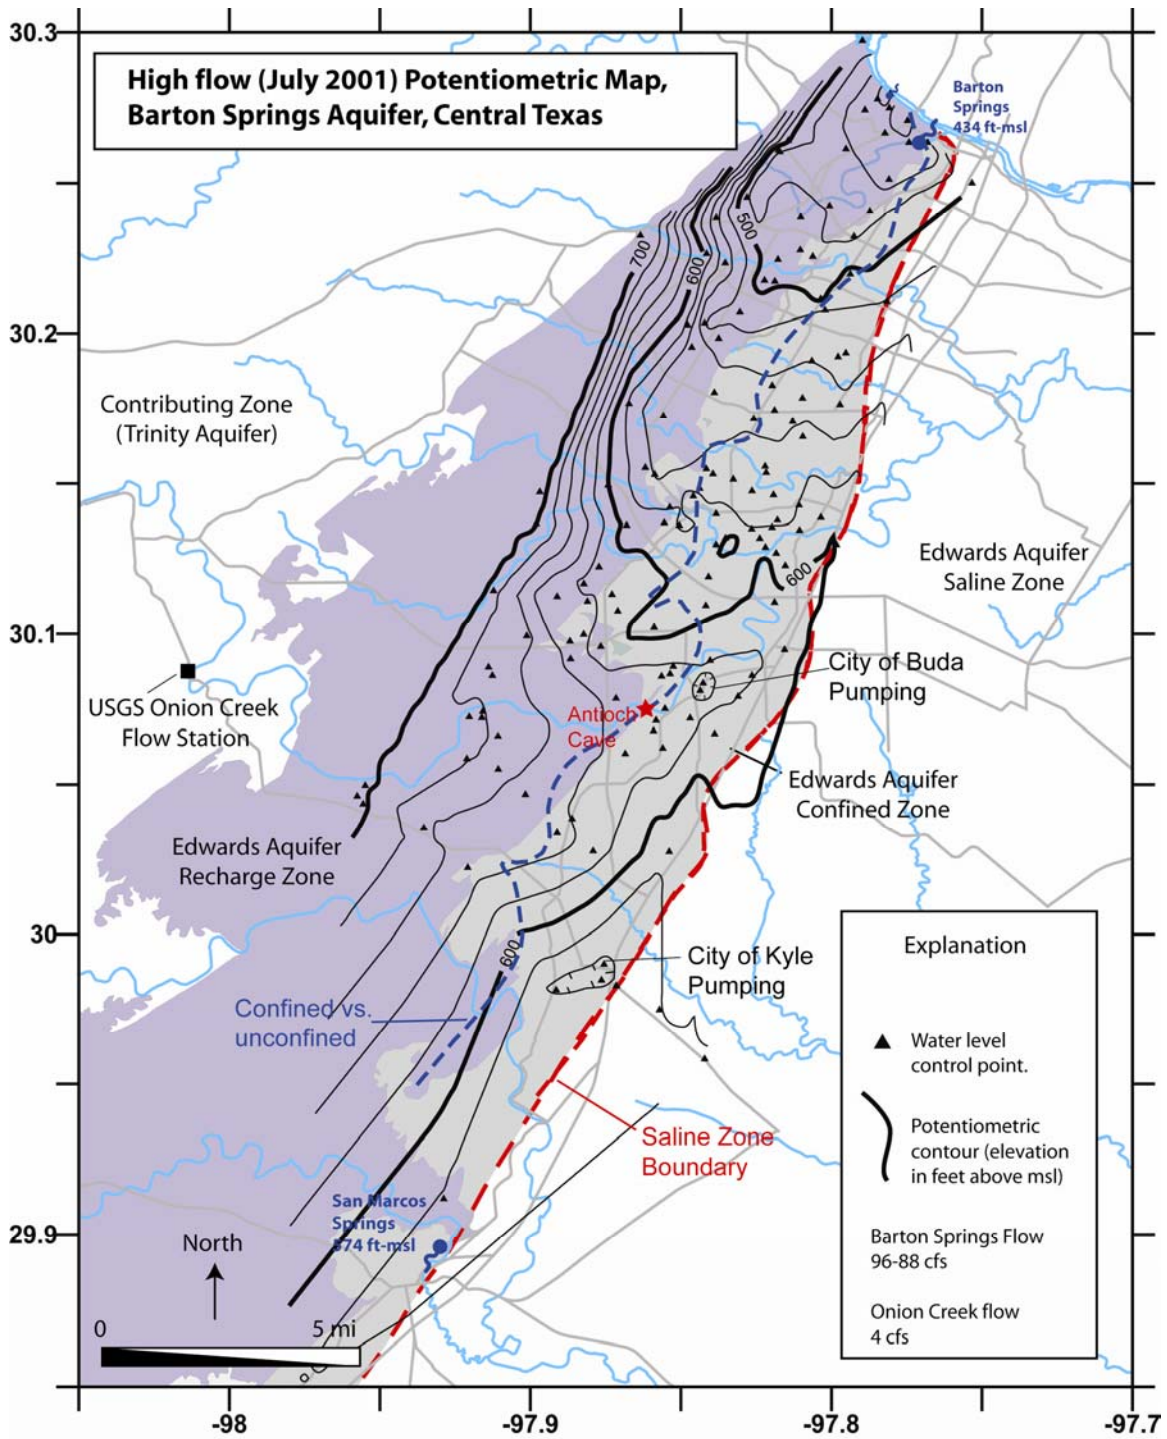 High flow (July 2001) Potentiometric Map,
Barton Springs Aquifer, Central Texas
30.3
30.2
30.1
30
29.9
-98
-97.9
-97.8
-97.7
Barton
Springs
434 ft-msl
500
700
600
Contributing Zone
(Trinity Aquifer)
Edwards Aquifer
Saline Zone
600
City of Buda
Pumping
USGS Onion Creek
Flow Station
Antioch
Cave
Edwards Aquifer
Confined Zone
Edwards Aquifer
Recharge Zone
600
City of Kyle
Pumping
Confined vs.
unconfined
Saline Zone
Boundary
San Marcos
Springs
574 ft-msl
North
0
5 mi
Explanation
Water level
control point.
Potentiometric
contour (elevation
in feet above msl)
Barton Springs Flow
96-88 cfs
Onion Creek flow
4 cfs